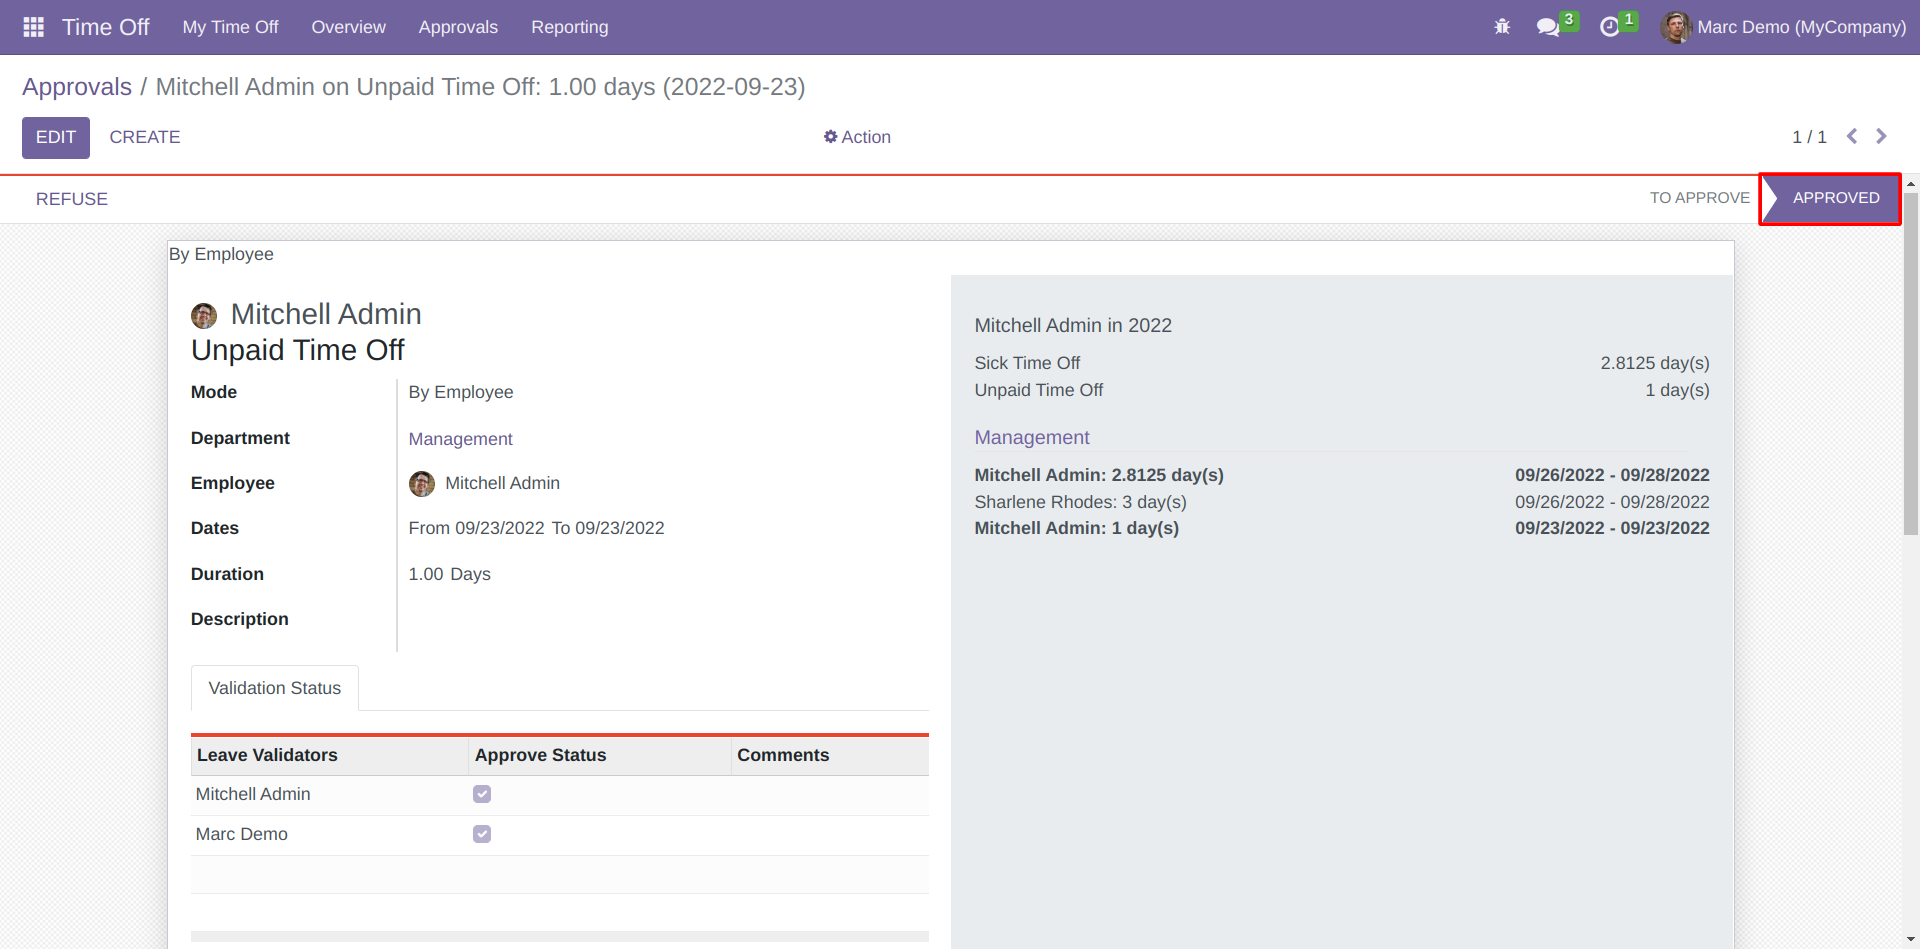 Time Off My Time Off Overview Approvals Reporting 3 1 Marc Demo (MyCompany)
Approvals / Mitchell Admin on Unpaid Time Off: 1.00 days (2022-09-23)
EDIT CREATE Action 1 / 1
REFUSE TO APPROVE APPROVED
By Employee
Mitchell Admin
Unpaid Time Off
Mode By Employee
Department Management
Employee Mitchell Admin
Dates From 09/23/2022 To 09/23/2022
Duration 1.00 Days
Description
Validation Status
Leave Validators Approve Status Comments
Mitchell Admin
Marc Demo
Mitchell Admin in 2022
Sick Time Off 2.8125 day(s)
Unpaid Time Off 1 day(s)
Management
Mitchell Admin: 2.8125 day(s) 09/26/2022 - 09/28/2022
Sharlene Rhodes: 3 day(s) 09/26/2022 - 09/28/2022
Mitchell Admin: 1 day(s) 09/23/2022 - 09/23/2022